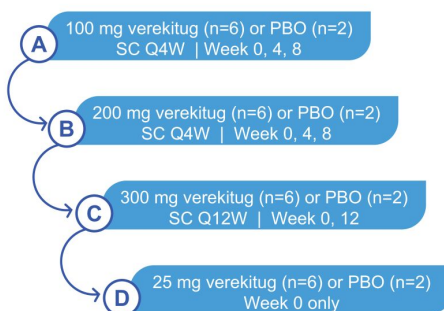 A
100 mg verekitug (n=6) or PBO (n=2)
SC Q4W | Week 0, 4, 8
B
200 mg verekitug (n=6) or PBO (n=2)
SC Q4W | Week 0, 4, 8
C
300 mg verekitug (n=6) or PBO (n=2)
SC Q12W | Week 0, 12
D
25 mg verekitug (n=6) or PBO (n=2)
Week 0 only